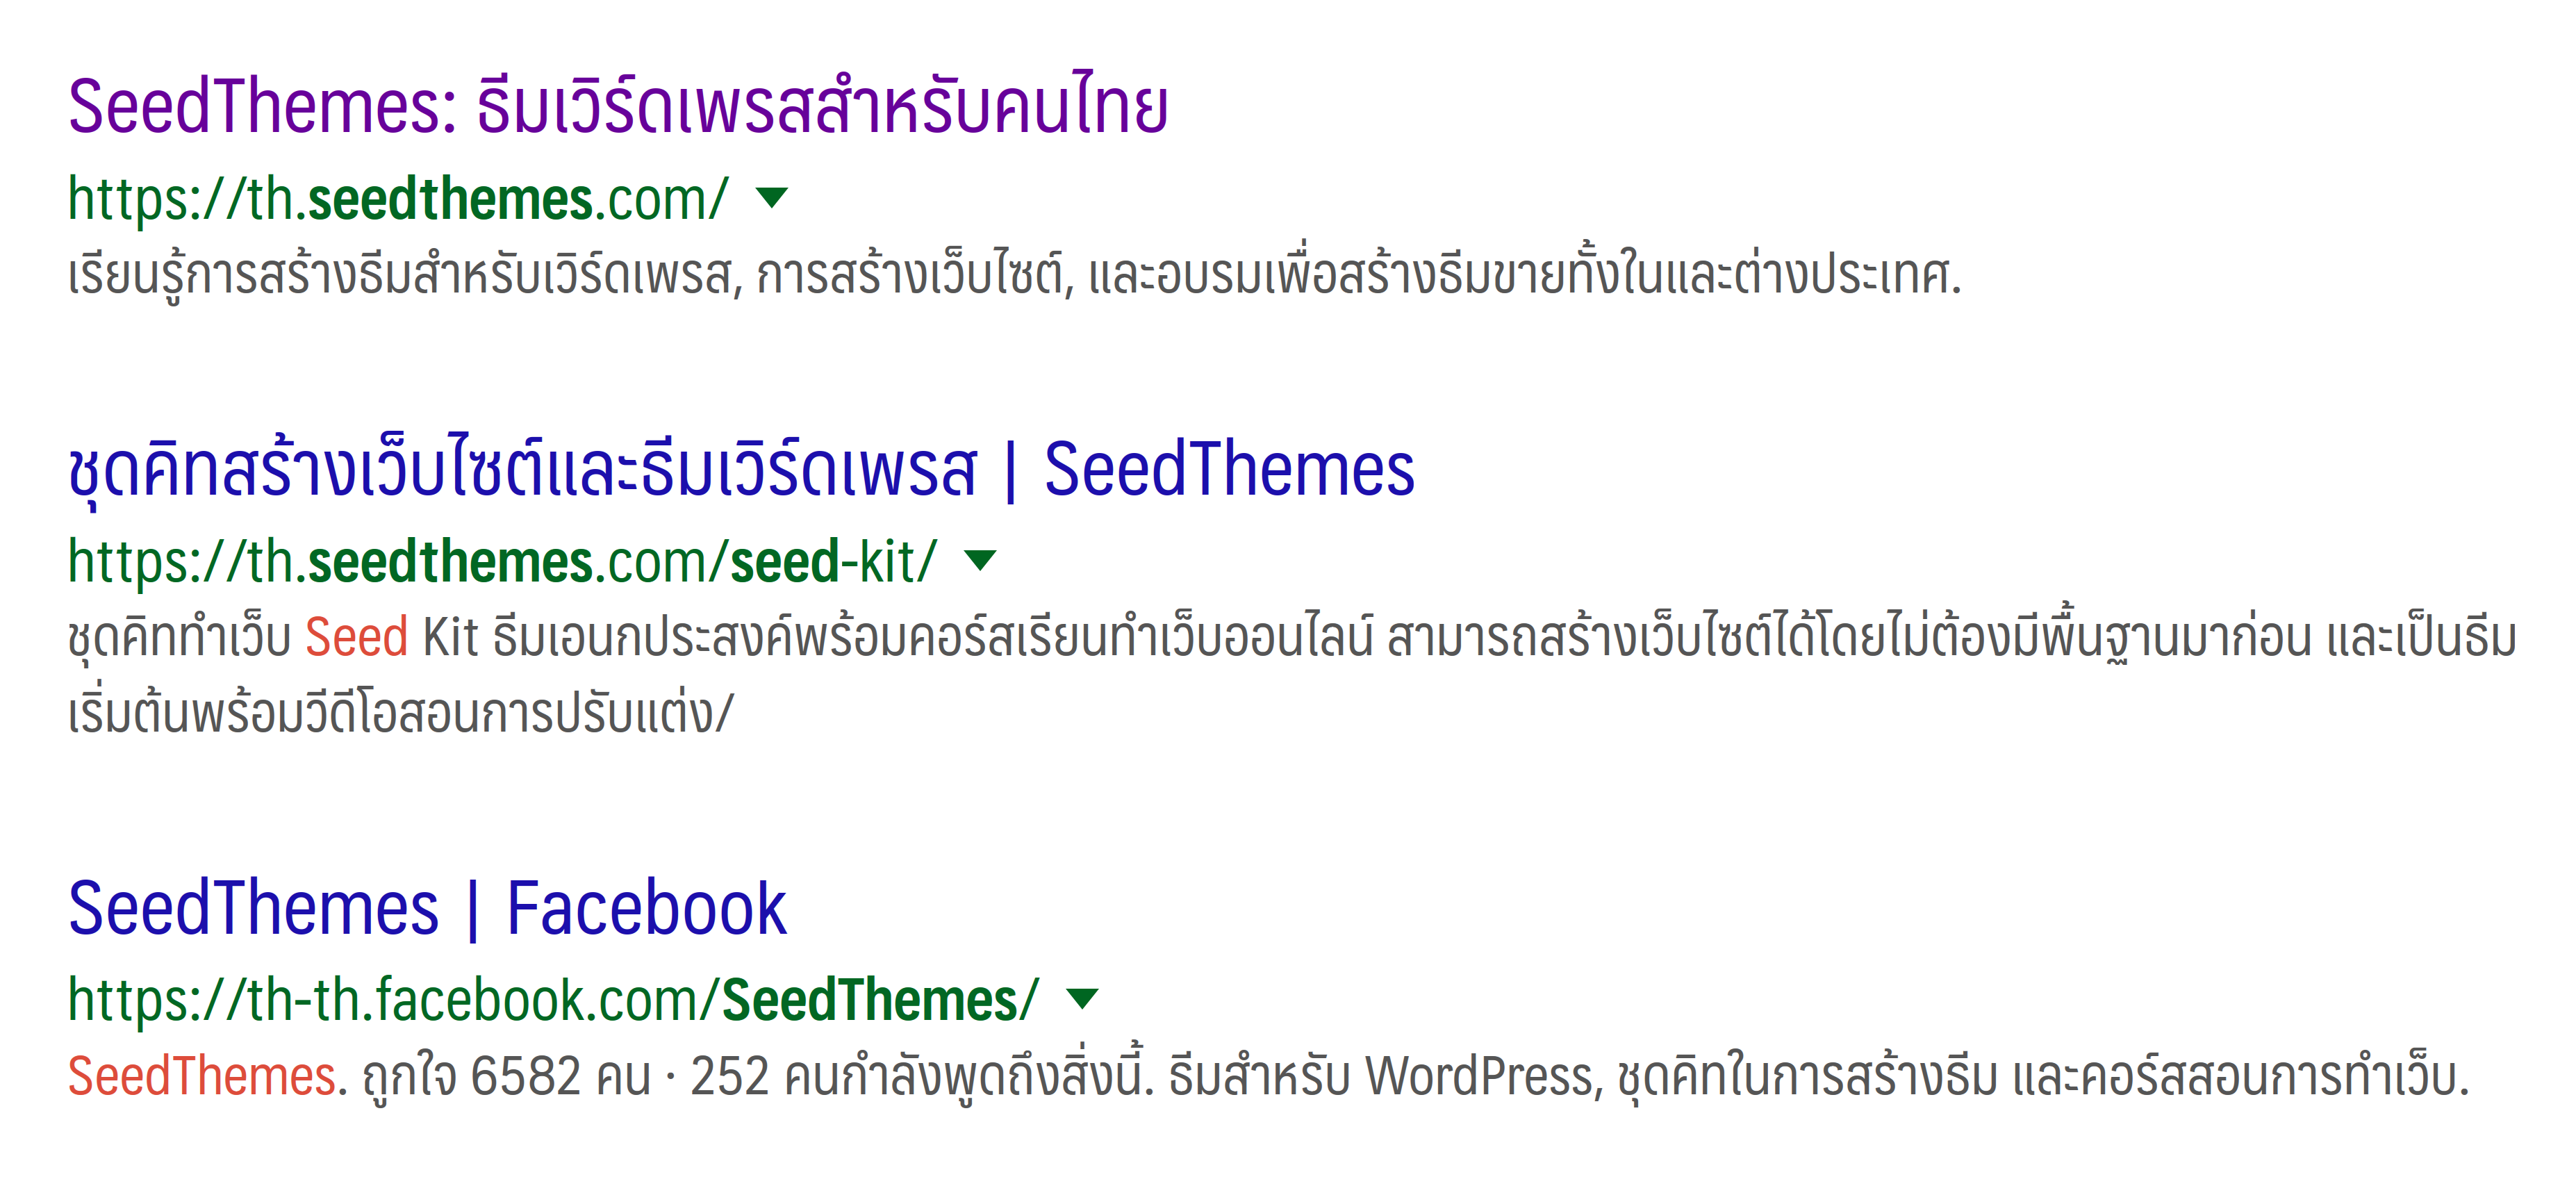 SeedThemes: ธีมเวิร์ดเพรสสำหรับคนไทย
https://th.seedthemes.com/
เรียนรู้การสร้างธีมสำหรับเวิร์ดเพรส, การสร้างเว็บไซต์, และอบรมเพื่อสร้างธีมขายทั้งในและต่างประเทศ.
ชุดคิทสร้างเว็บไซต์และธีมเวิร์ดเพรส | SeedThemes
https://th.seedthemes.com/seed-kit/
ชุดคิททำเว็บ Seed Kit ธีมเอนกประสงค์พร้อมคอร์สเรียนทำเว็บออนไลน์ สามารถสร้างเว็บไซต์ได้โดยไม่ต้องมีพื้นฐานมาก่อน และเป็นธีม
เริ่มต้นพร้อมวีดีโอสอนการปรับแต่ง/
SeedThemes | Facebook
https://th-th.facebook.com/SeedThemes/
SeedThemes. ถูกใจ 6582 คน · 252 คนกำลังพูดถึงสิ่งนี้. ธีมสำหรับ WordPress, ชุดคิทในการสร้างธีม และคอร์สสอนการทำเว็บ.